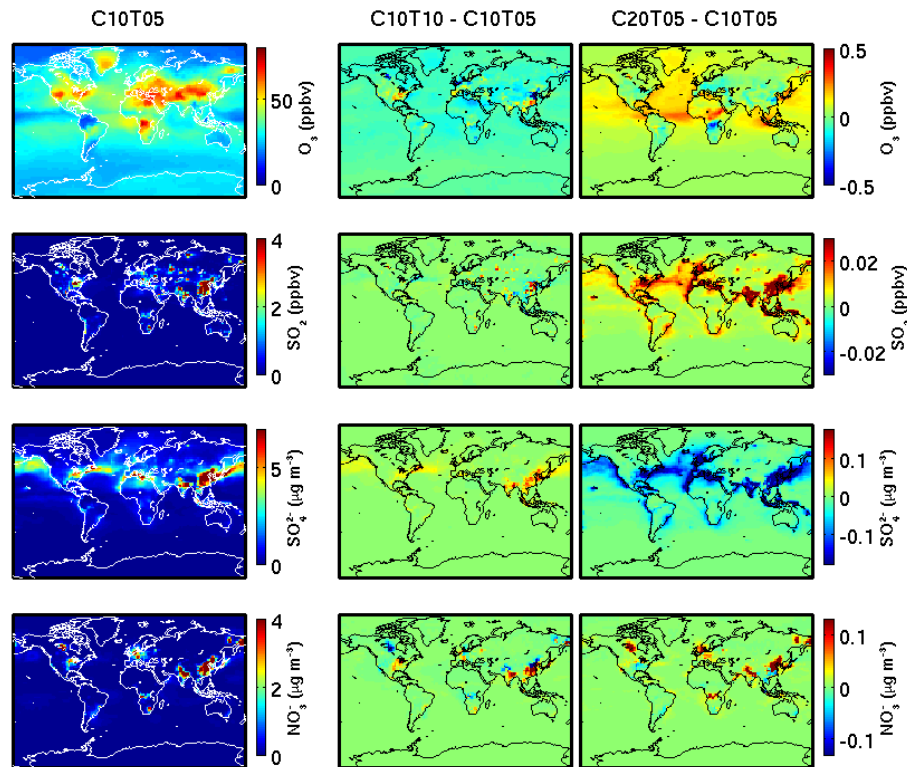 C10T05 C10T10 - C10T05 C20T05 - C10T05
50
0
O₃ (ppbv)
0.5
0
-0.5
O₃ (ppbv)
4
2
0
SO₂ (ppbv)
0.02
0
-0.02
SO₂ (ppbv)
5
0
SO₄²⁻ (μg m⁻³)
0.1
0
-0.1
SO₄²⁻ (μg m⁻³)
4
2
0
NO₃⁻ (μg m⁻³)
0.1
0
-0.1
NO₃⁻ (μg m⁻³)